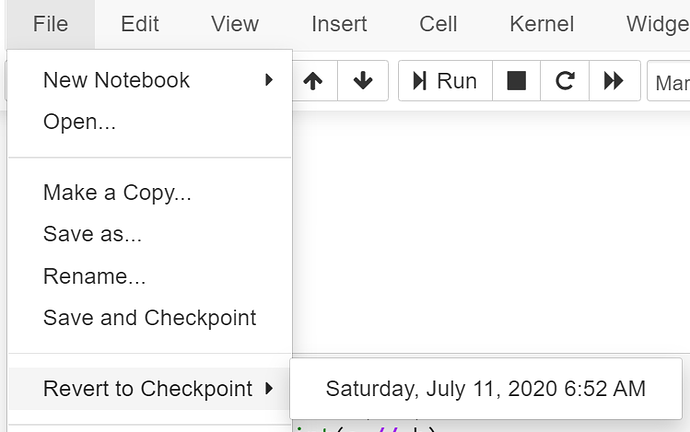 File Edit View Insert Cell Kernel Widge
New Notebook
Run
Mar
Open...
Make a Copy...
Save as...
Rename...
Save and Checkpoint
Revert to Checkpoint
Saturday, July 11, 2020 6:52 AM